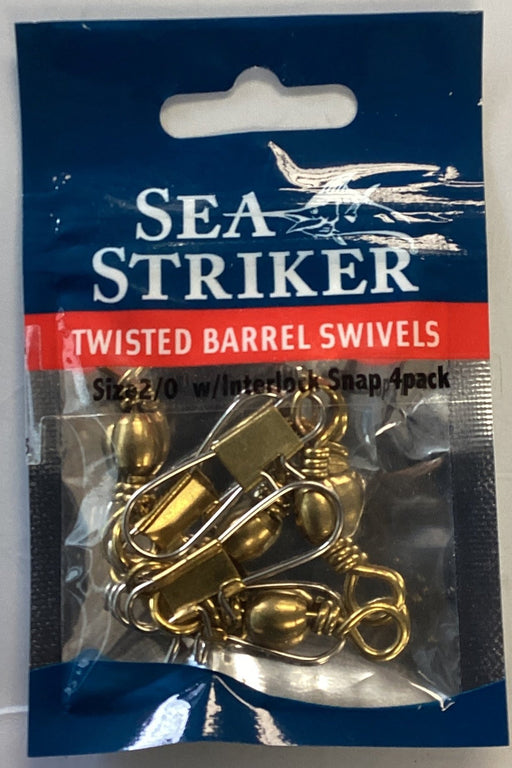 SEA
STRIKER®
TWISTED BARREL SWIVELS
Size 2/0 w/Interlock Snap 4pack